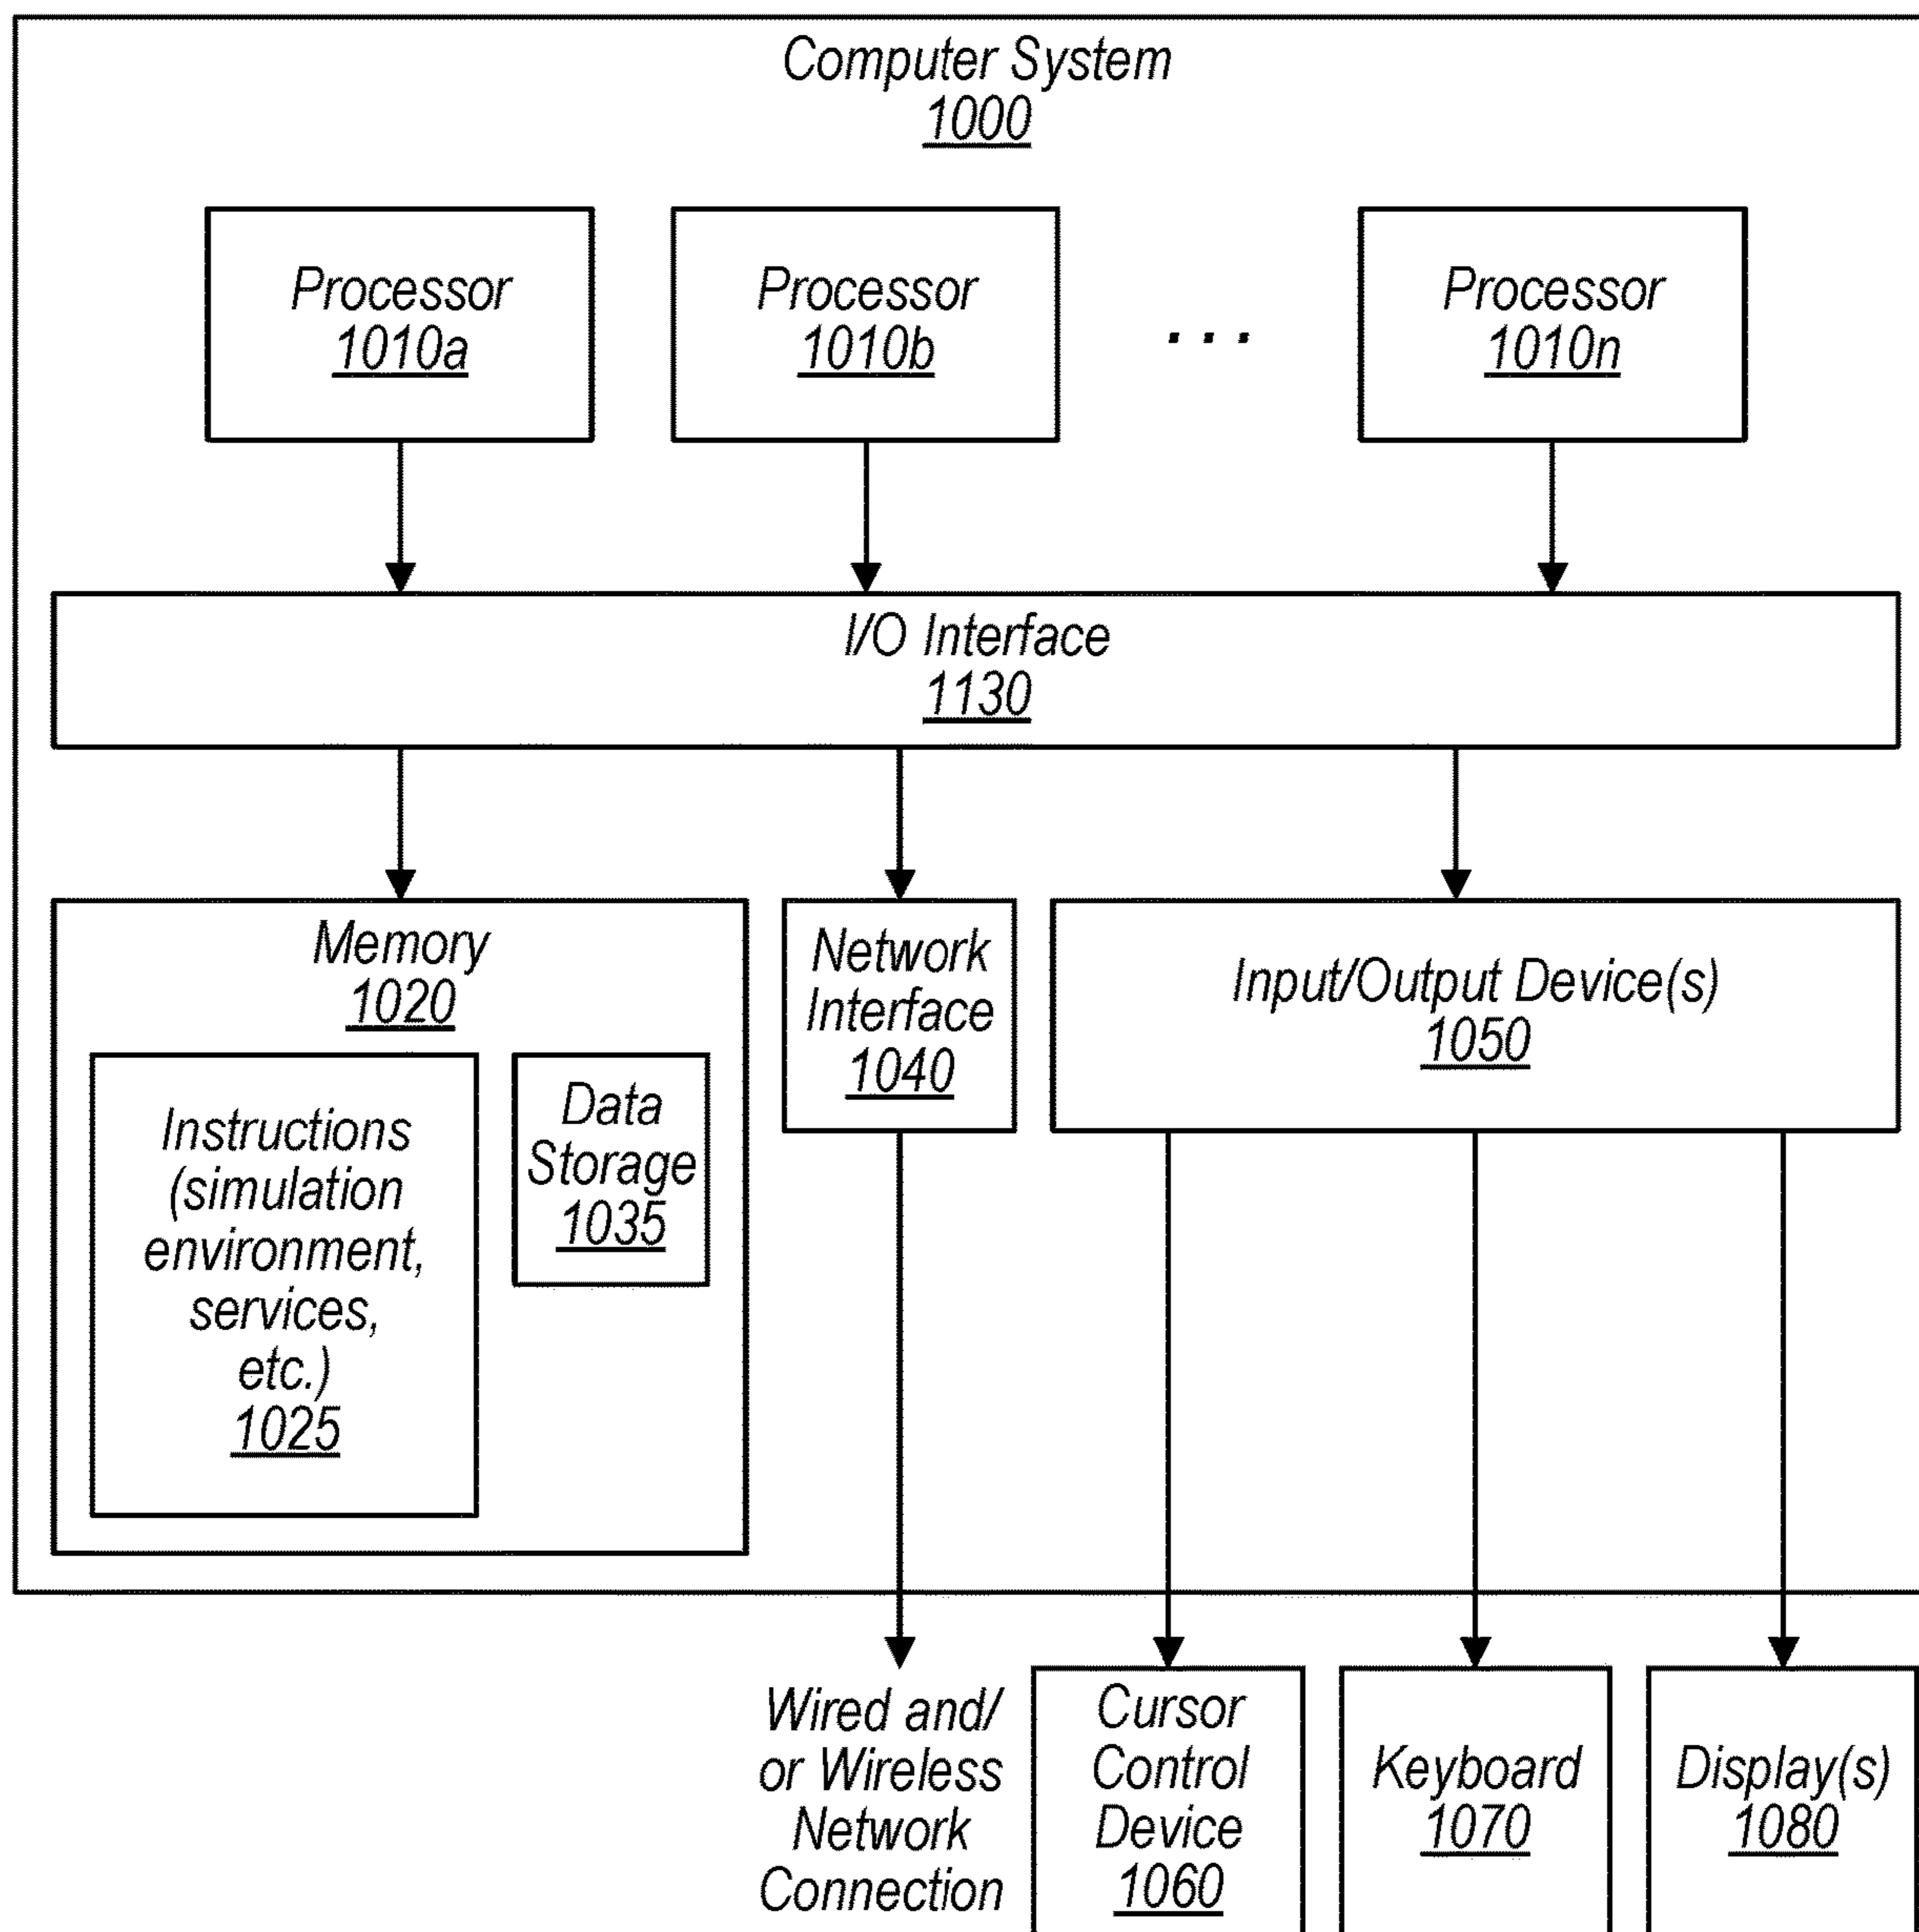 Computer System
1000
Processor
1010a
Processor
1010b
. . .
Processor
1010n
I/O Interface
1130
Memory
1020
Instructions
(simulation
environment,
services,
etc.)
1025
Data
Storage
1035
Network
Interface
1040
Input/Output Device(s)
1050
Wired and/
or Wireless
Network
Connection
Cursor
Control
Device
1060
Keyboard
1070
Display(s)
1080